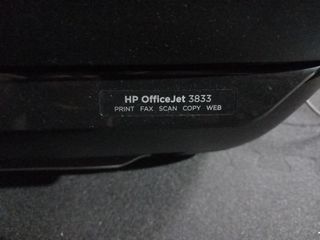 HP OfficeJet 3833
PRINT FAX SCAN COPY WEB